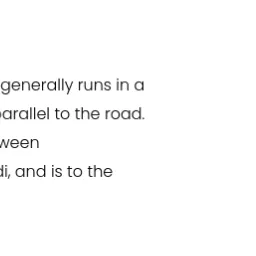 generally runs in a
parallel to the road.
ween
di, and is to the